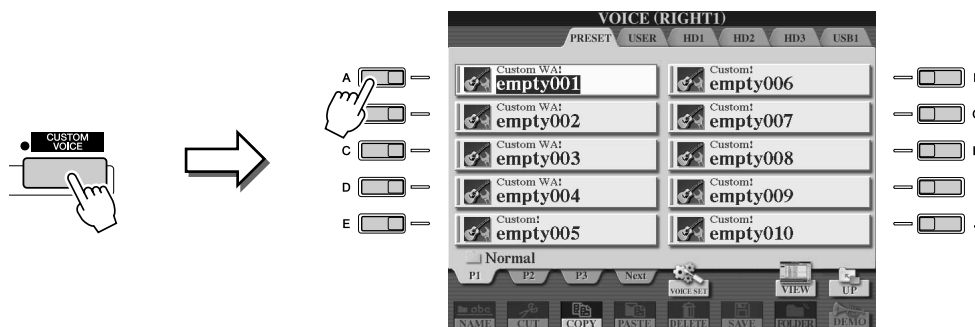 CUSTOM
VOICE
A
C
D
E
VOICE (RIGHT1)
PRESET USER HD1 HD2 HD3 USB1
Custom WA!
empty001
Custom WA!
empty002
Custom WA!
empty003
Custom WA!
empty004
Custom!
empty005
Custom!
empty006
Custom!
empty007
Custom!
empty008
Custom!
empty009
Custom!
empty010
Normal
P1 P2 P3 Next
VOICE SET
VIEW
UP
abc
NAME CUT COPY PASTE DELETE SAVE FOLDER DEMO